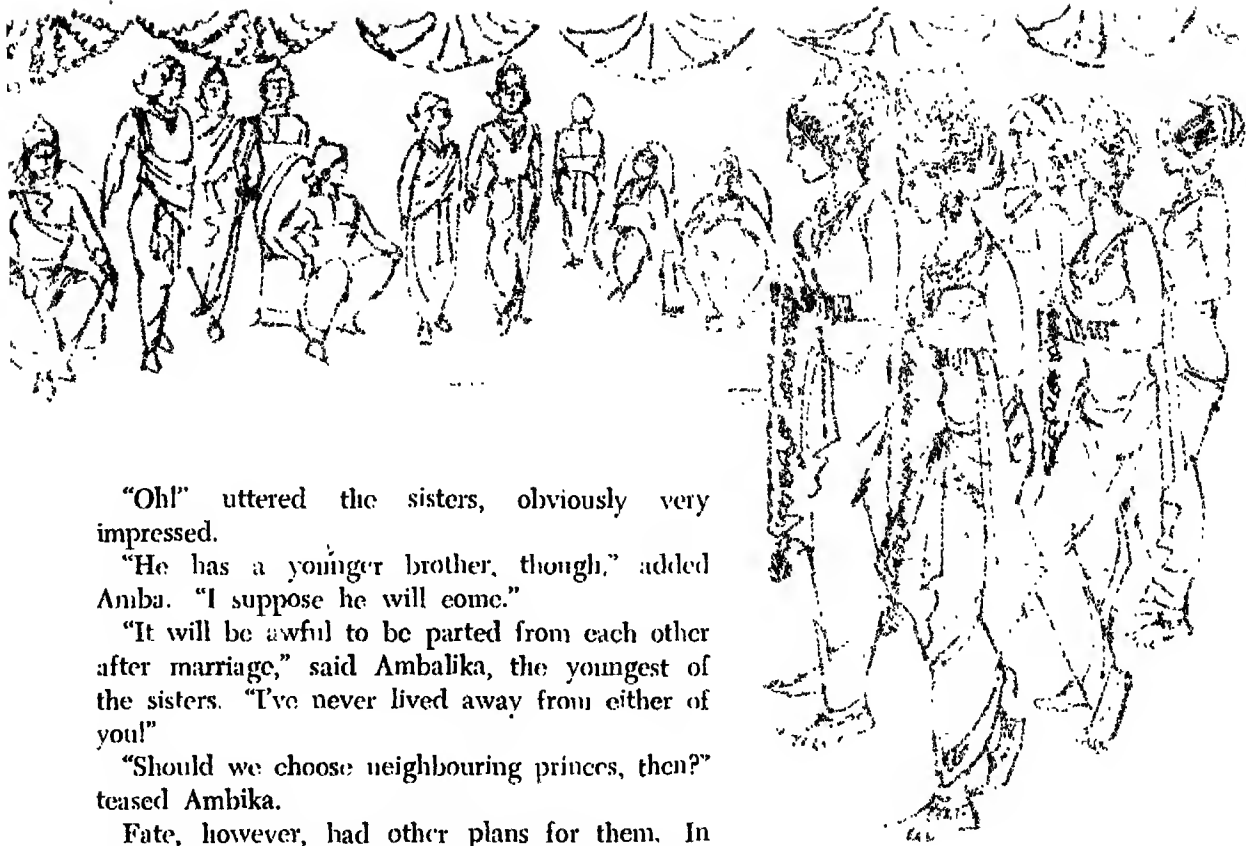 “Oh!” uttered the sisters, obviously very
impressed.
“He has a younger brother, though,” added
Amba. “I suppose he will come.”
“It will be awful to be parted from each other
after marriage,” said Ambalika, the youngest of
the sisters. “I’ve never lived away from either of
you!”
“Should we choose neighbouring princes, then?”
teased Ambika.
Fate, however, had other plans for them. In